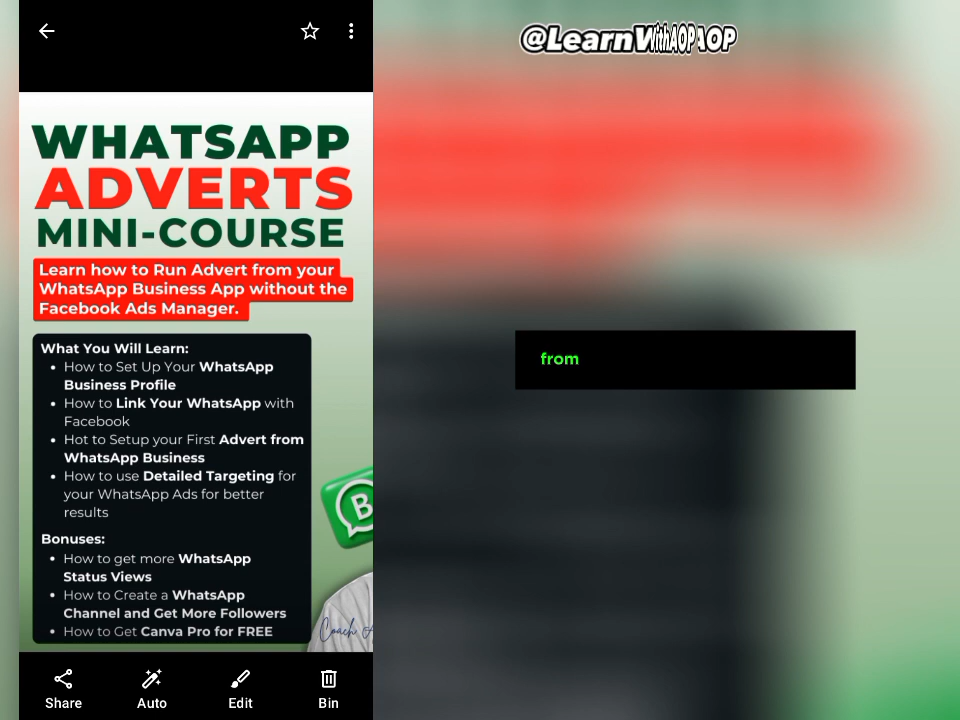 @LearnWithAOP
WHATSAPP
ADVERTS
MINI-COURSE
Learn how to Run Advert from your
WhatsApp Business App without the
Facebook Ads Manager.
What You Will Learn:
• How to Set Up Your WhatsApp
Business Profile
• How to Link Your WhatsApp with
Facebook
• Hot to Setup your First Advert from
WhatsApp Business
• How to use Detailed Targeting for
your WhatsApp Ads for better
results
Bonuses:
• How to get more WhatsApp
Status Views
• How to Create a WhatsApp
Channel and Get More Followers
• How to Get Canva Pro for FREE
B
Coach
Share Auto Edit Bin
from